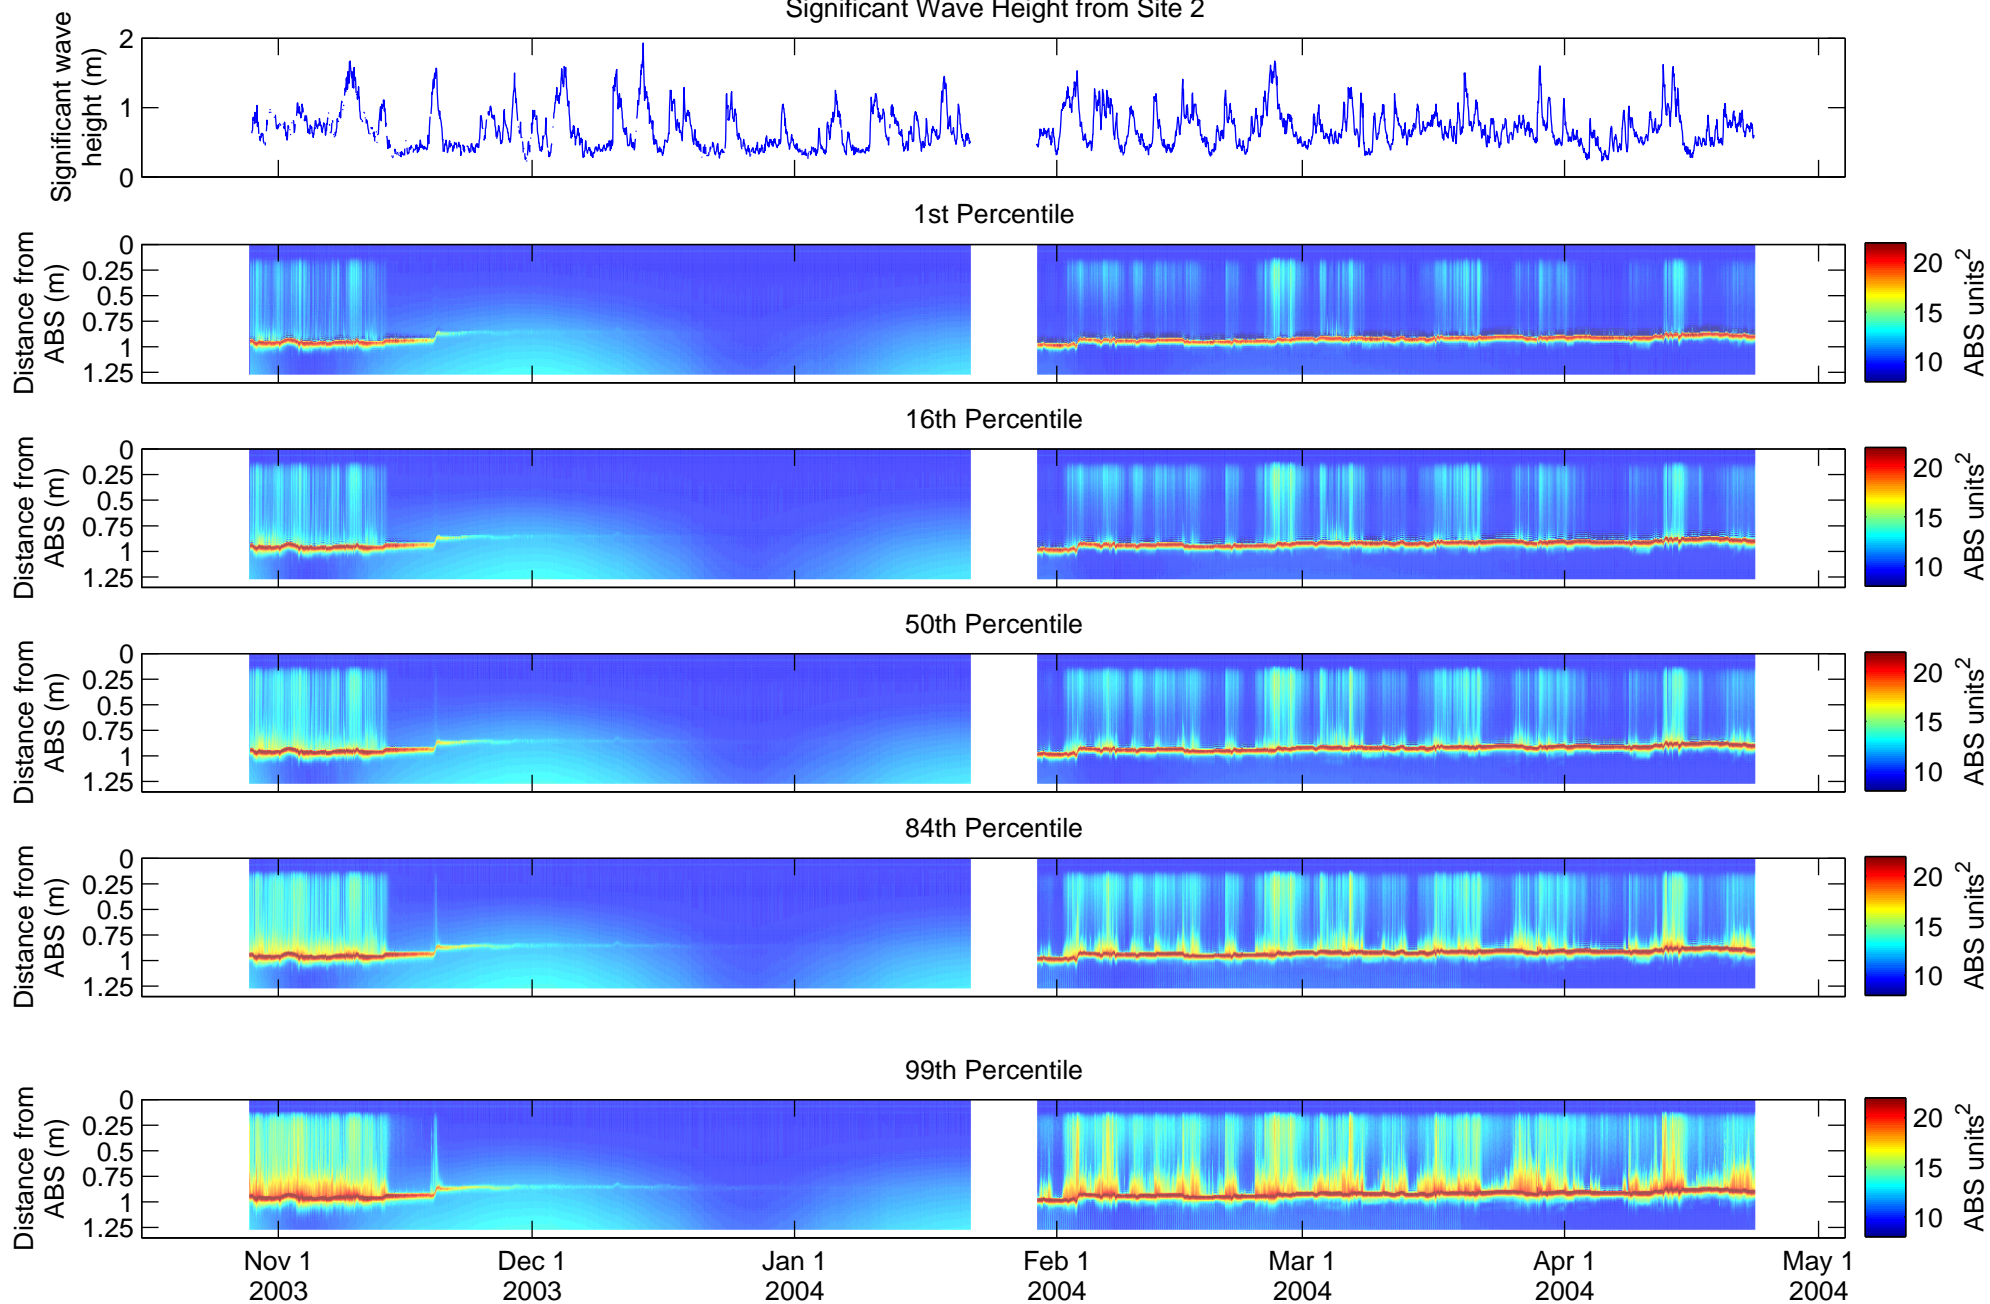 Significant Wave Height from Site 2
Significant wave
height (m)
2
1
0
1st Percentile
Distance from
ABS (m)
0
0.25
0.5
0.75
1
1.25
20
15
10
ABS units²
16th Percentile
Distance from
ABS (m)
0
0.25
0.5
0.75
1
1.25
20
15
10
ABS units²
50th Percentile
Distance from
ABS (m)
0
0.25
0.5
0.75
1
1.25
20
15
10
ABS units²
84th Percentile
Distance from
ABS (m)
0
0.25
0.5
0.75
1
1.25
20
15
10
ABS units²
99th Percentile
Distance from
ABS (m)
0
0.25
0.5
0.75
1
1.25
20
15
10
ABS units²
Nov 1 Dec 1 Jan 1 Feb 1 Mar 1 Apr 1 May 1
2003 2003 2004 2004 2004 2004 2004